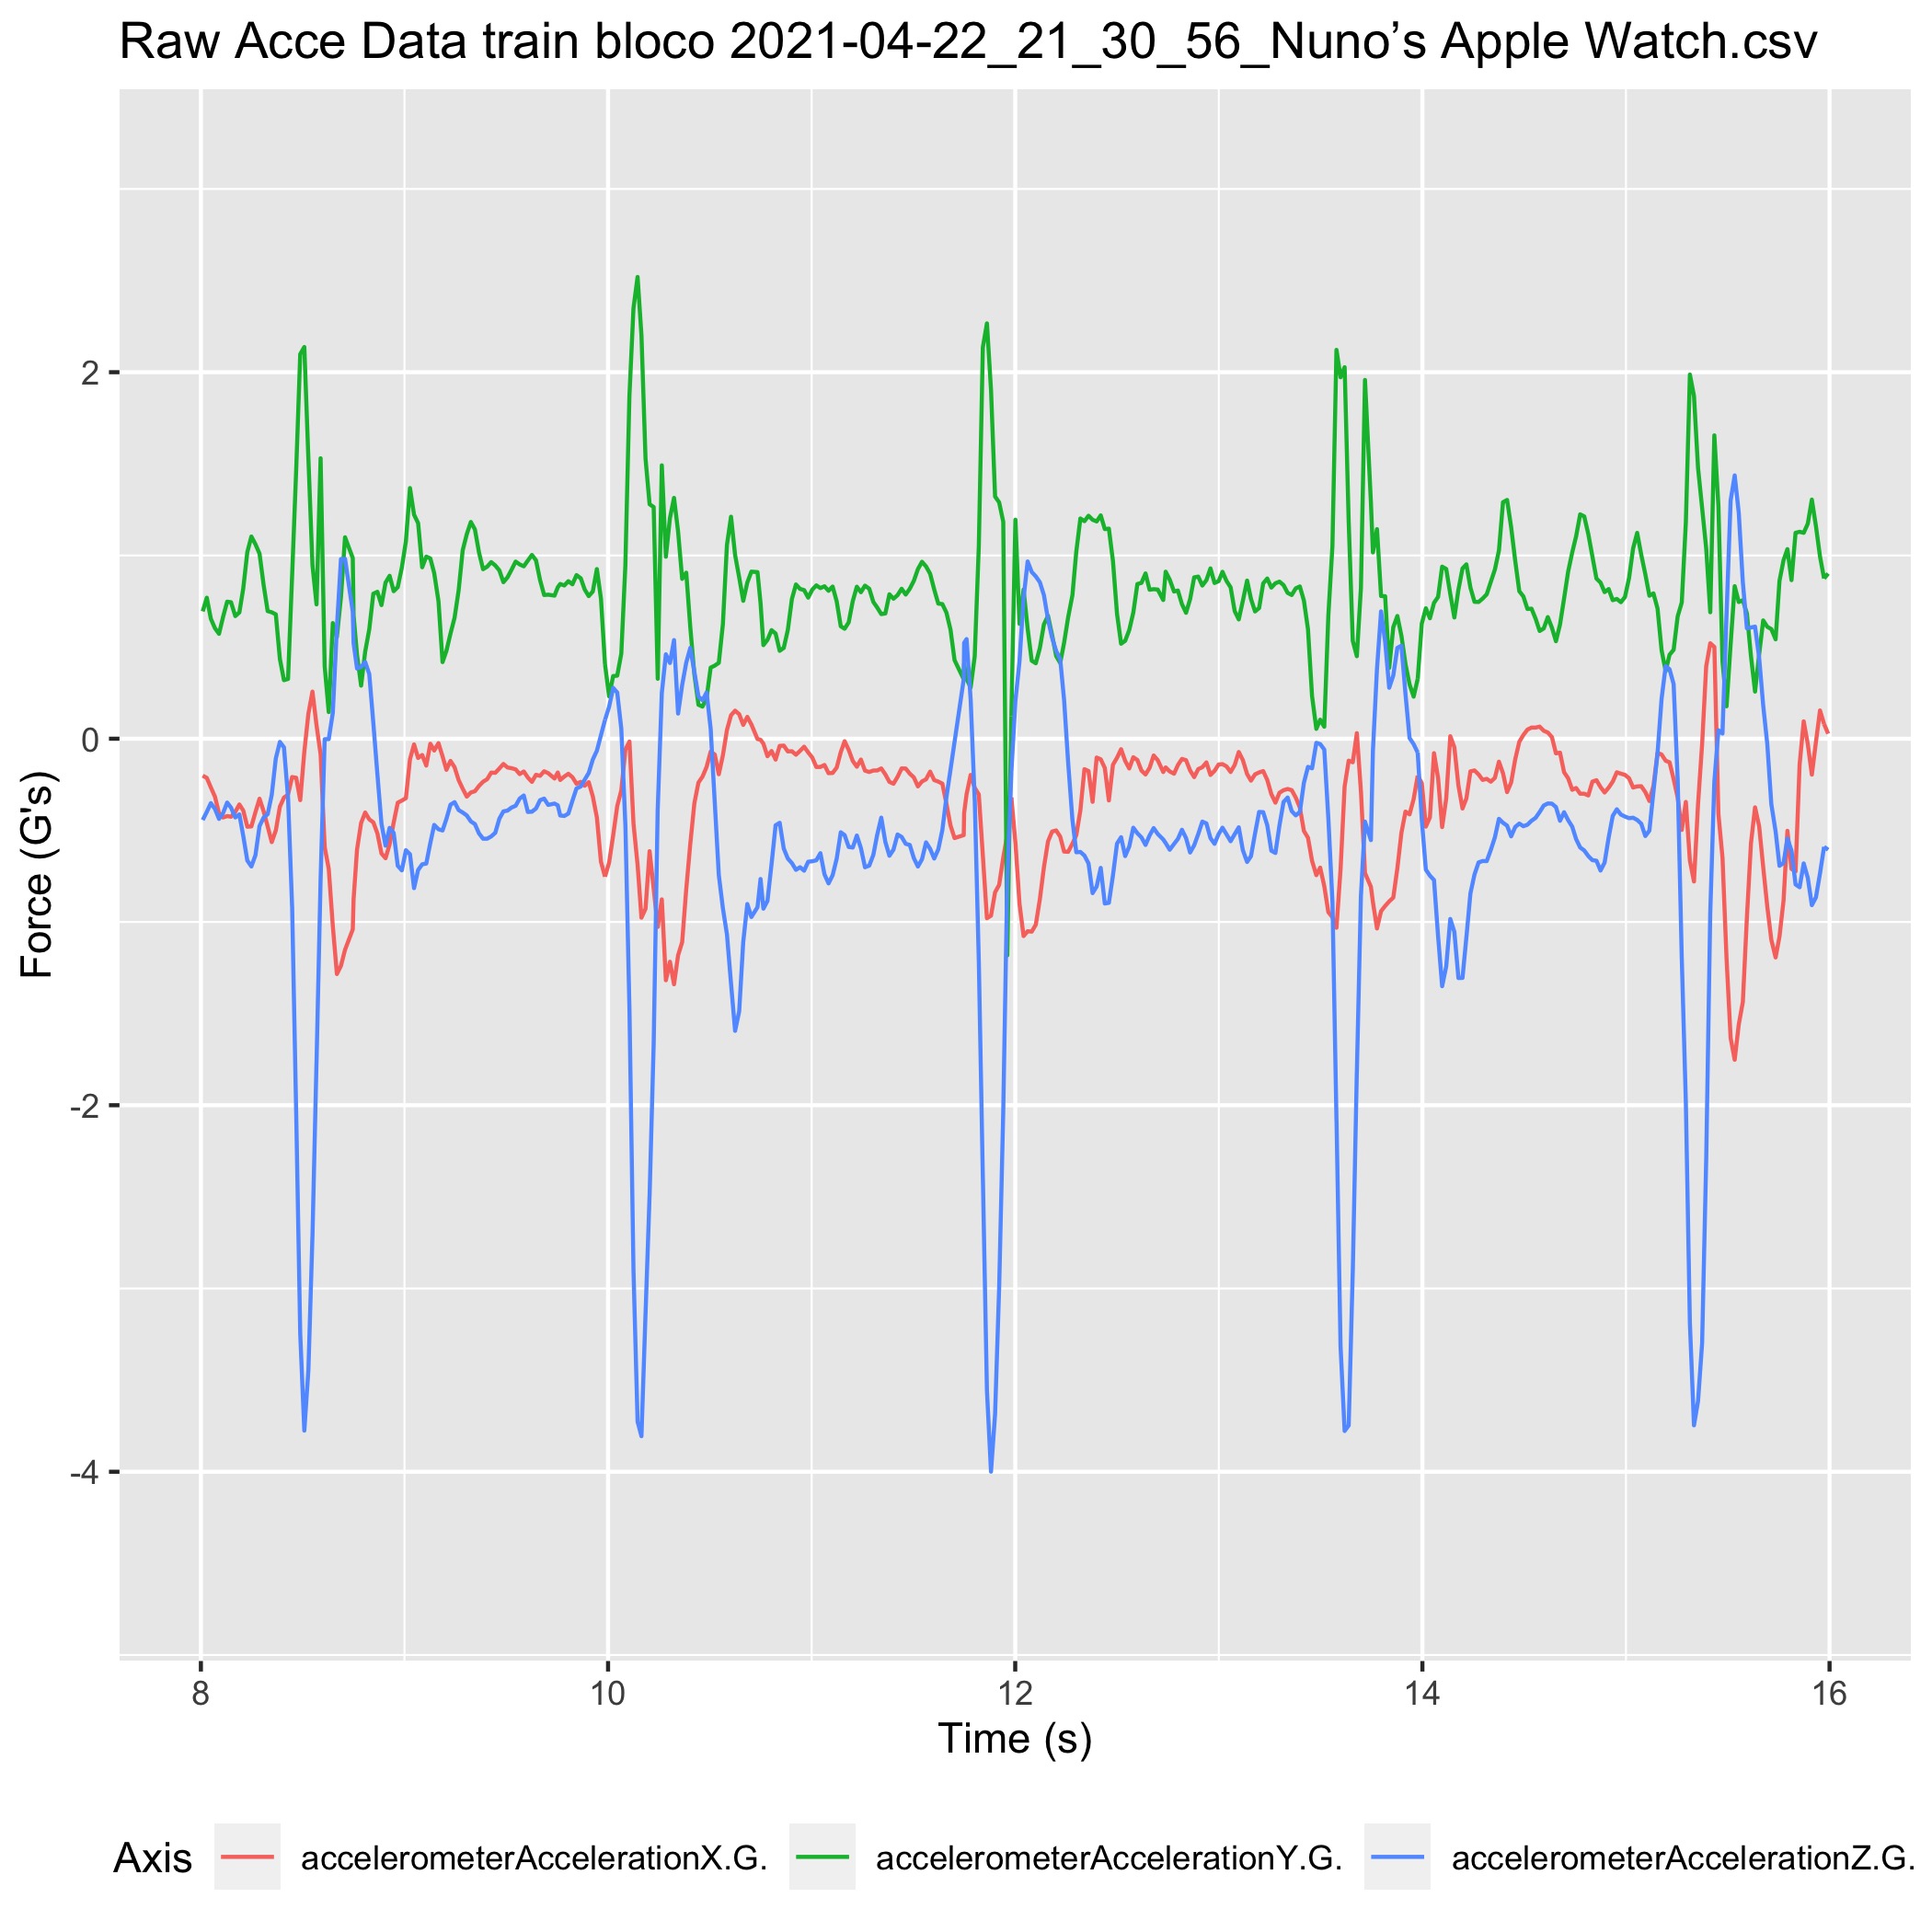 Raw Acce Data train bloco 2021-04-22_21_30_56_Nuno’s Apple Watch.csv
Force (G's)
2
0
-2
-4
8 10 12 14 16
Time (s)
Axis accelerometerAccelerationX.G. accelerometerAccelerationY.G. accelerometerAccelerationZ.G.